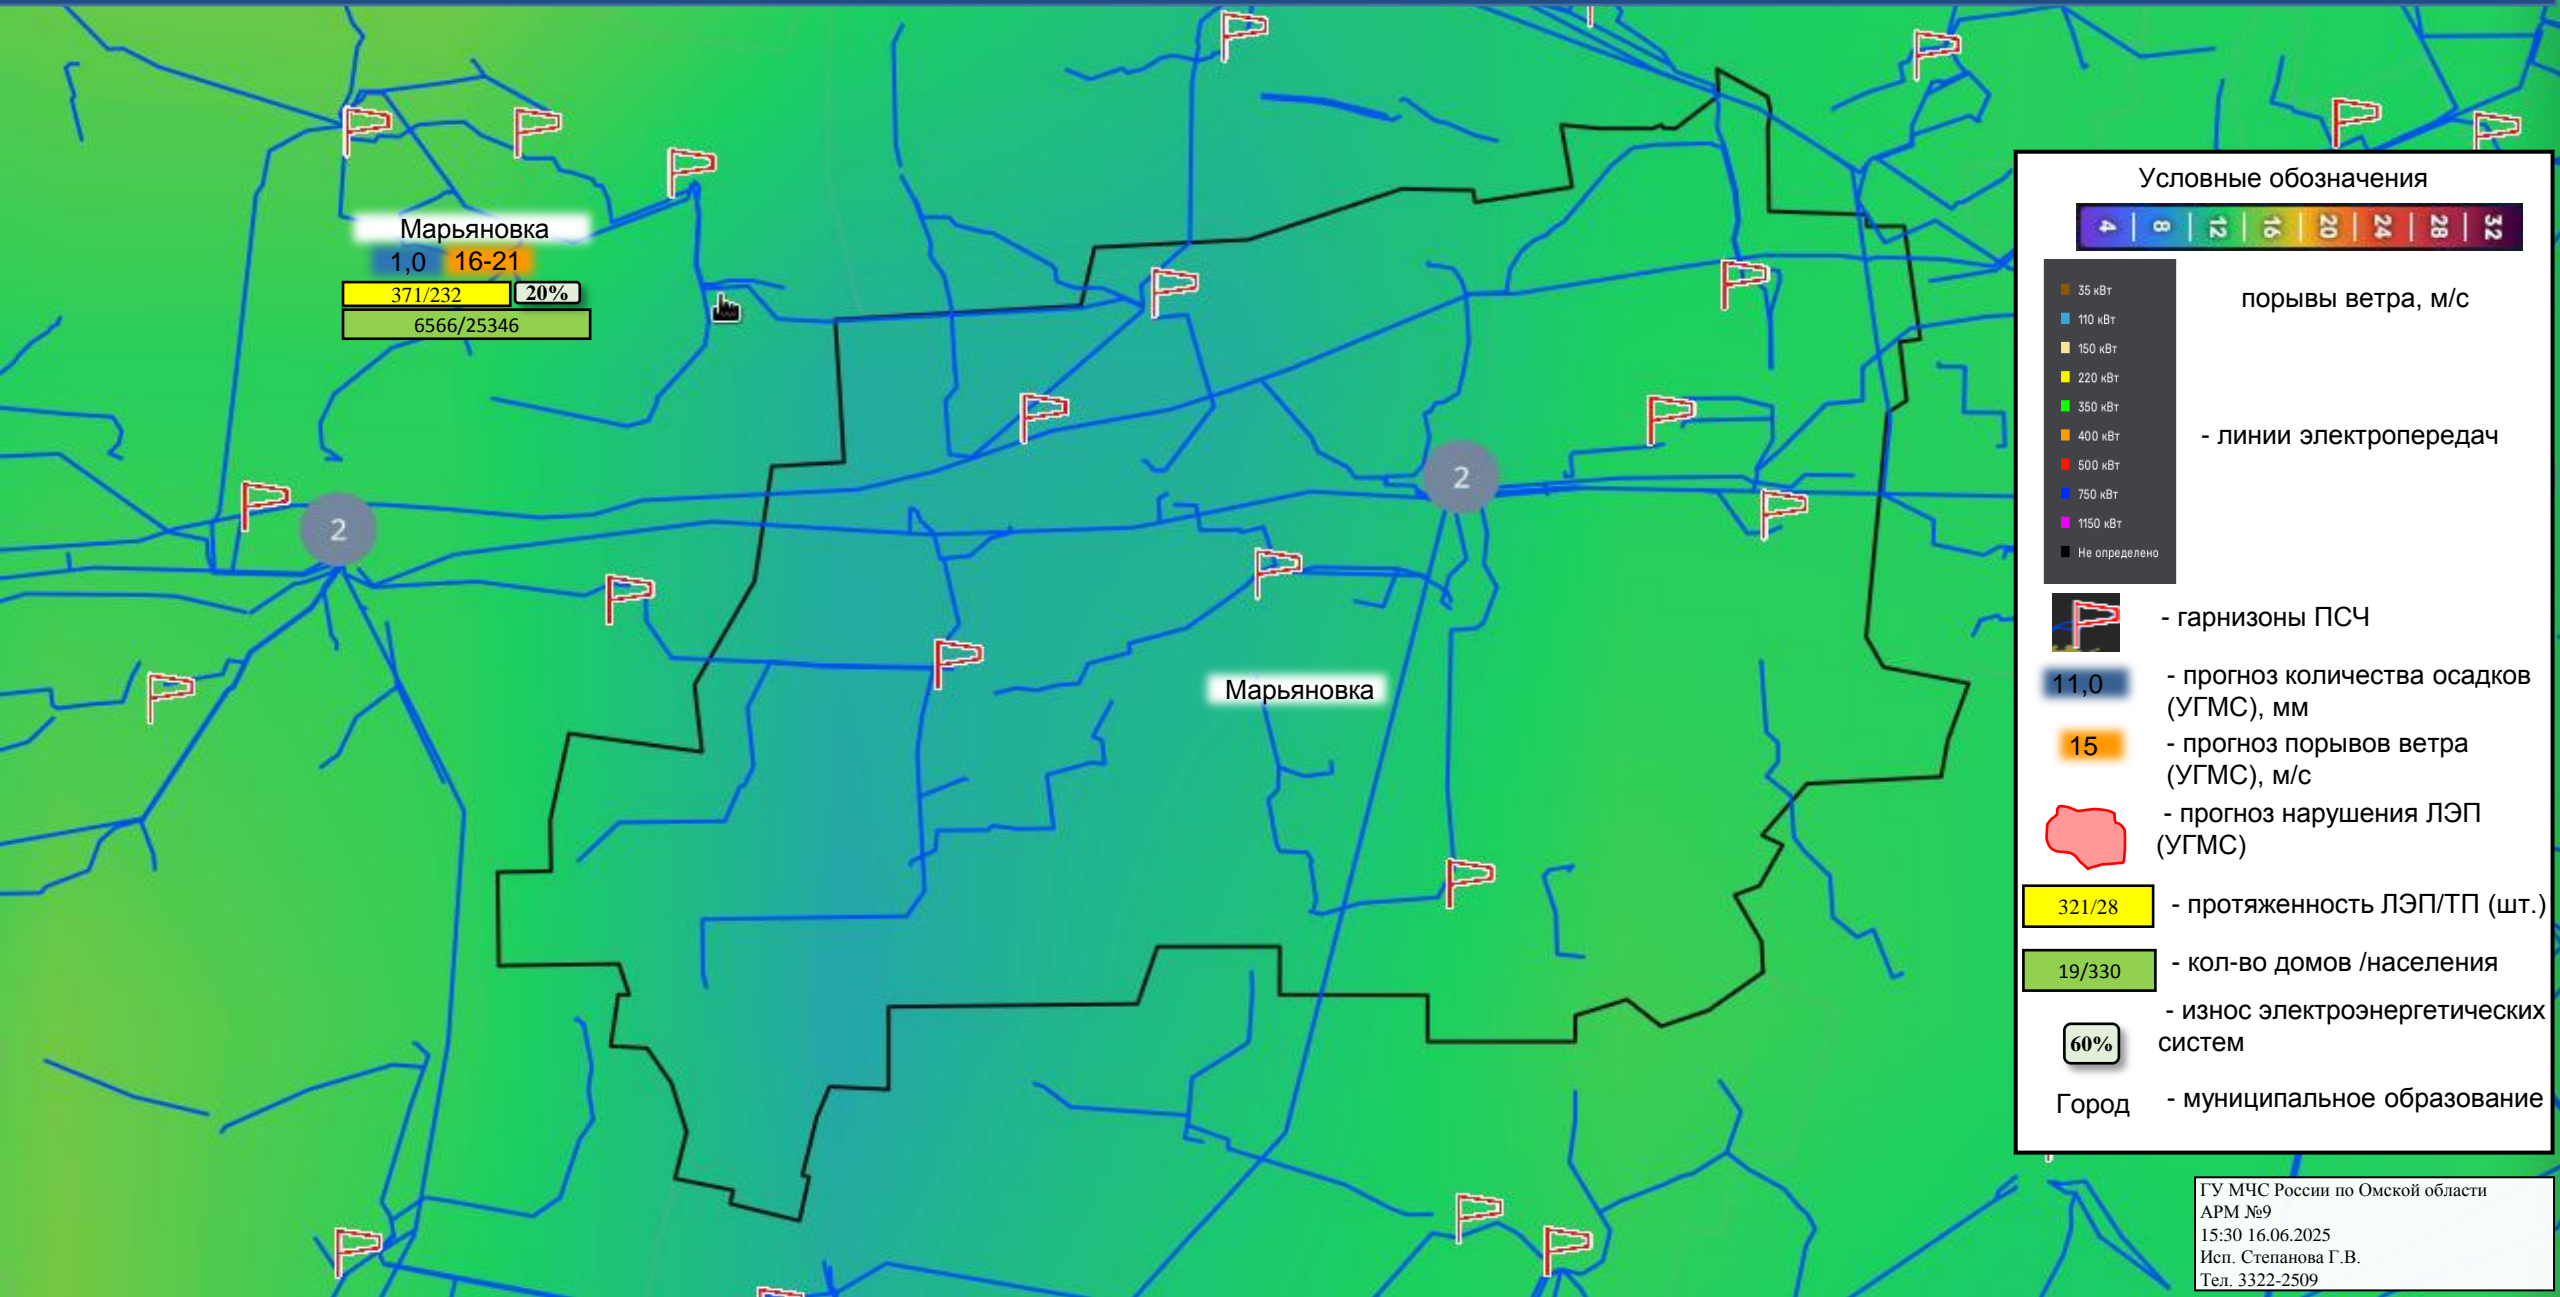 Марьяновка
1,0 16-21
371/232 20%
6566/25346
2
2
Марьяновка
Условные обозначения
4 8 12 16 20 24 28 32
порывы ветра, м/с
35 кВт
110 кВт
150 кВт
220 кВт
350 кВт
400 кВт
500 кВт
750 кВт
1150 кВт
Не определено
- линии электропередач
- гарнизоны ПСЧ
11,0 - прогноз количества осадков
(УГМС), мм
15 - прогноз порывов ветра
(УГМС), м/с
- прогноз нарушения ЛЭП
(УГМС)
321/28 - протяженность ЛЭП/ТП (шт.)
19/330 - кол-во домов /населения
- износ электроэнергетических
60% систем
Город - муниципальное образование
ГУ МЧС России по Омской области
АРМ №9
15:30 16.06.2025
Исп. Степанова Г.В.
Тел. 3322-2509